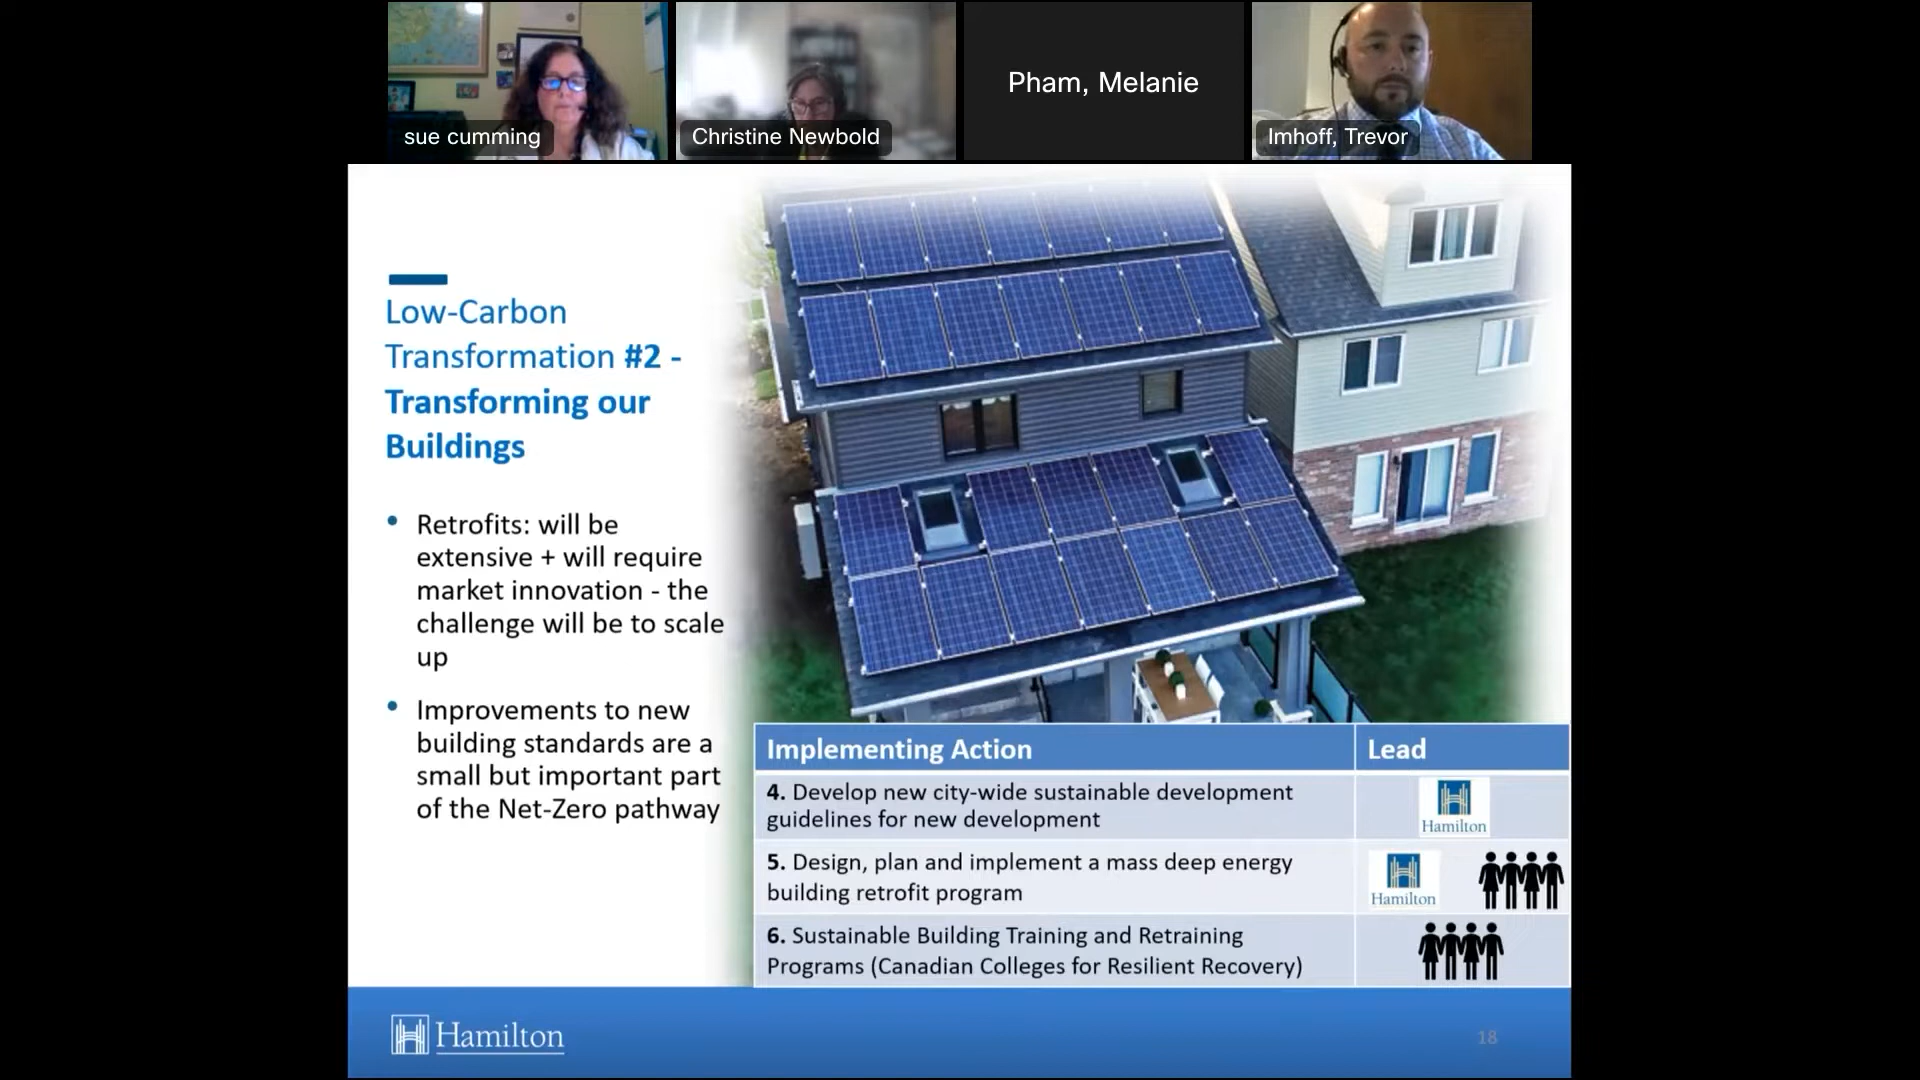 sue cumming
Christine Newbold
Pham, Melanie
Imhoff, Trevor
Low-Carbon
Transformation #2 -
Transforming our
Buildings
• Retrofits: will be
extensive + will require
market innovation - the
challenge will be to scale
up
• Improvements to new
building standards are a
small but important part
of the Net-Zero pathway
Implementing Action
Lead
4. Develop new city-wide sustainable development
guidelines for new development
Hamilton
5. Design, plan and implement a mass deep energy
building retrofit program
Hamilton
6. Sustainable Building Training and Retraining
Programs (Canadian Colleges for Resilient Recovery)
Hamilton
18